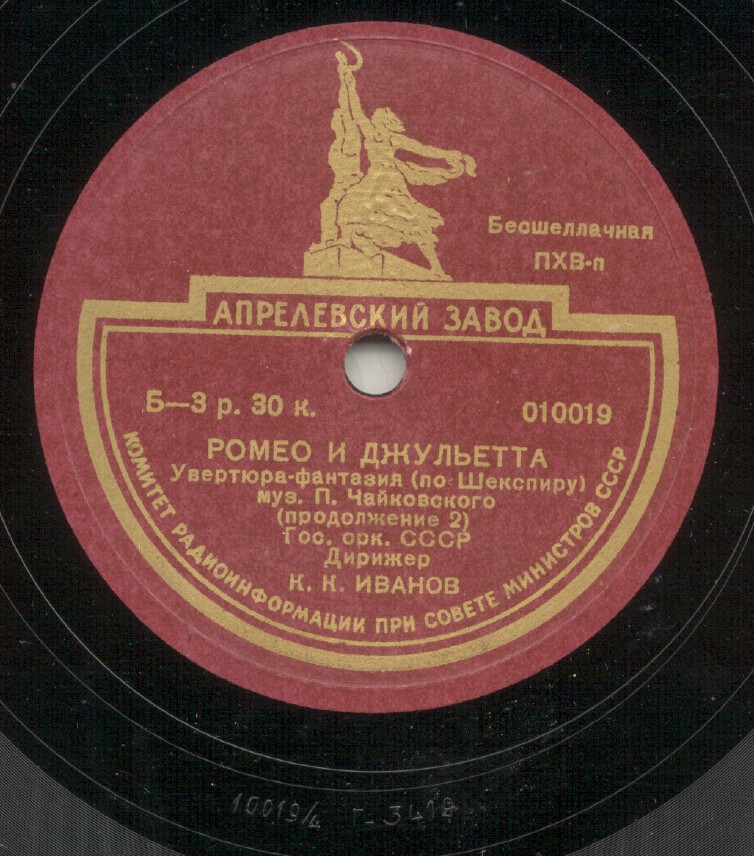 Бесшеллачная
ПХВ-п
АПРЕЛЕВСКИЙ ЗАВОД
Б—3 р. 30 к. 010019
РОМЕО И ДЖУЛЬЕТТА
Увертюра-фантазия (по Шекспиру)
муз. П. Чайковского
(продолжение 2)
Гос. орк. СССР
Дирижер
К. К. ИВАНОВ
КОМИТЕТ РАДИОИНФОРМАЦИИ ПРИ СОВЕТЕ МИНИСТРОВ СССР
10019/4 Г-3418